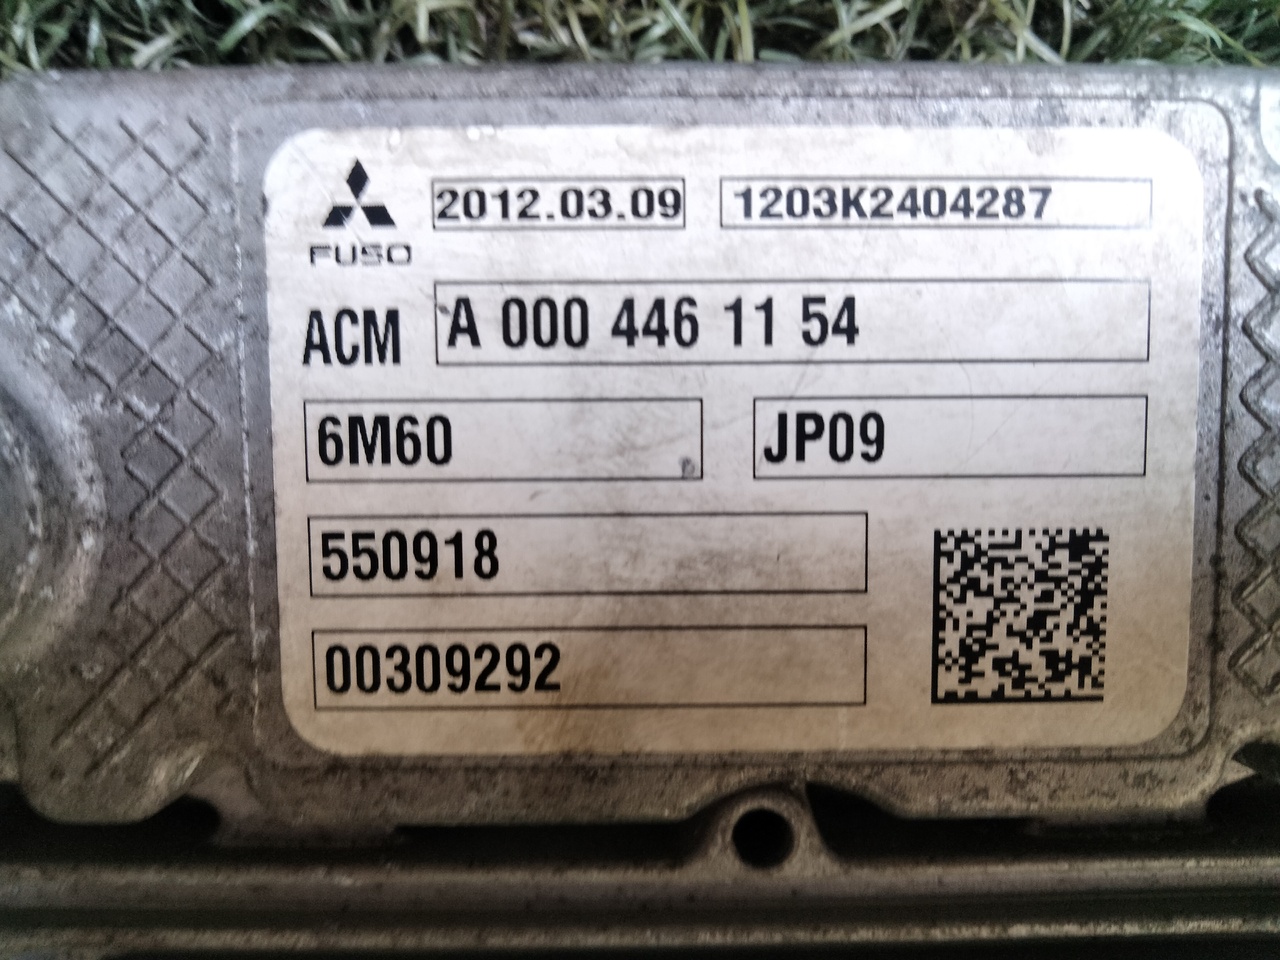 2012.03.09 1203K2404287
FUSO
ACM A 000 446 11 54
6M60 JP09
550918
00309292